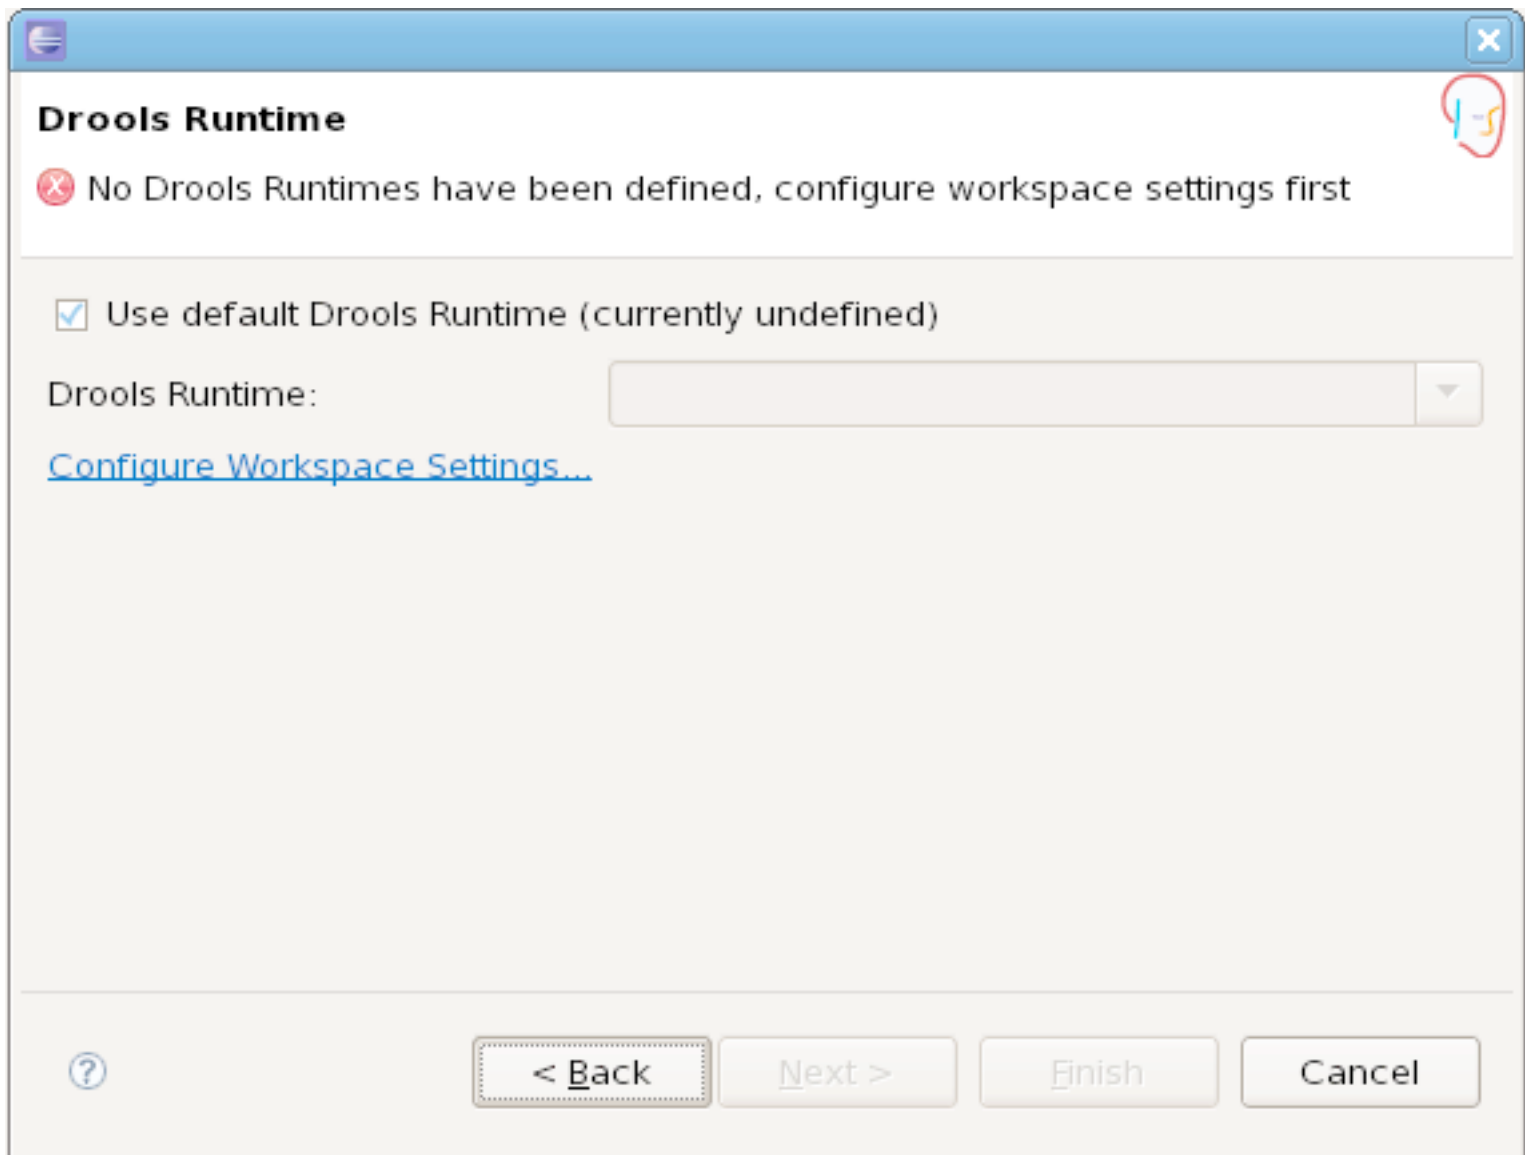 Drools Runtime
No Drools Runtimes have been defined, configure workspace settings first
Use default Drools Runtime (currently undefined)
Drools Runtime:
Configure Workspace Settings...
< Back
Next >
Finish
Cancel